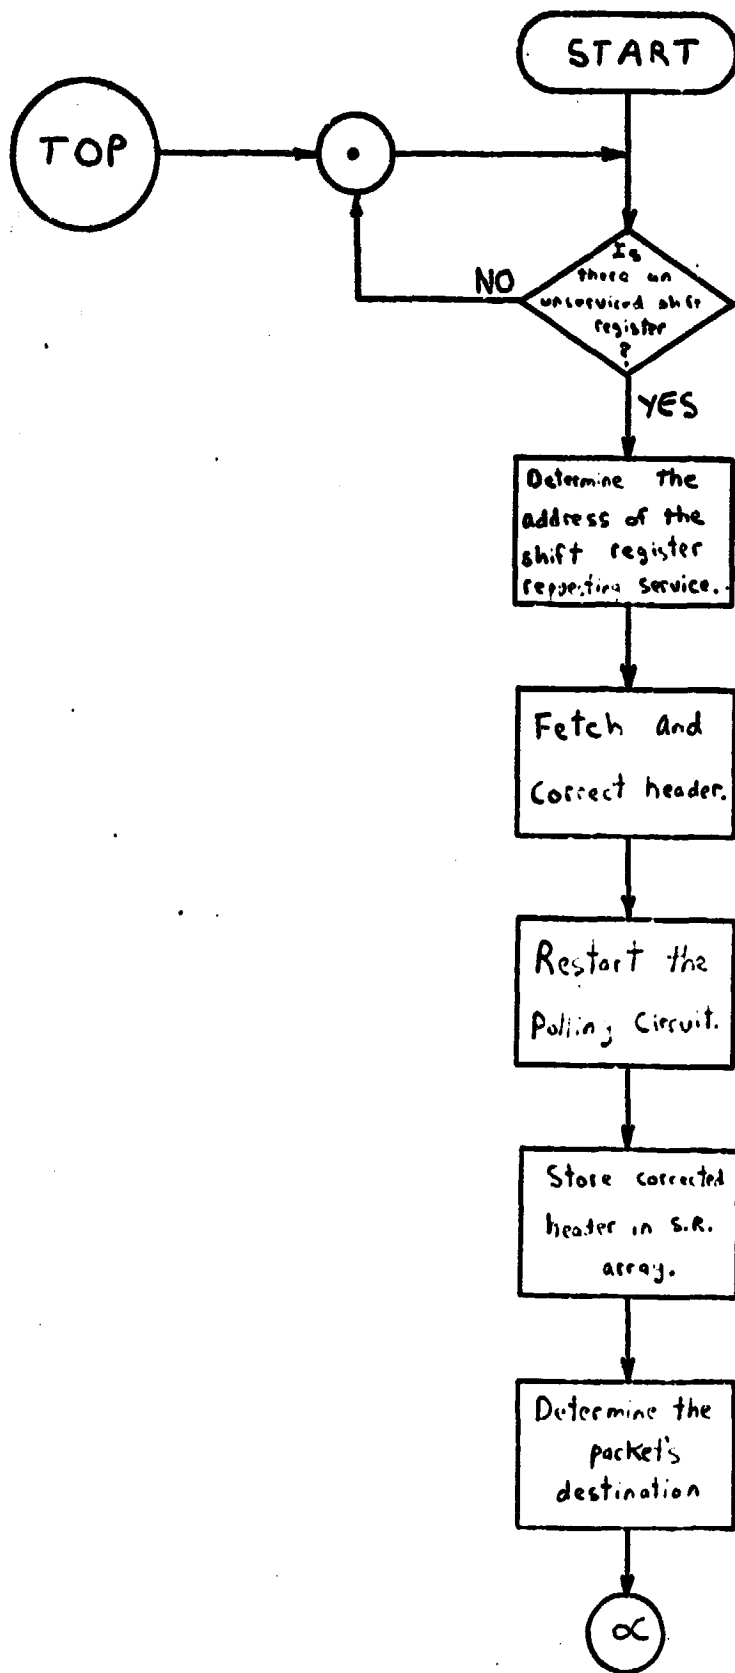 START
TOP
Is
there an
unserviced shift
register
?
NO
YES
Determine the
address of the
shift register
requesting service.
Fetch and
Correct header.
Restart the
Polling Circuit.
Store corrected
header in S.R.
array.
Determine the
packet's
destination
∝